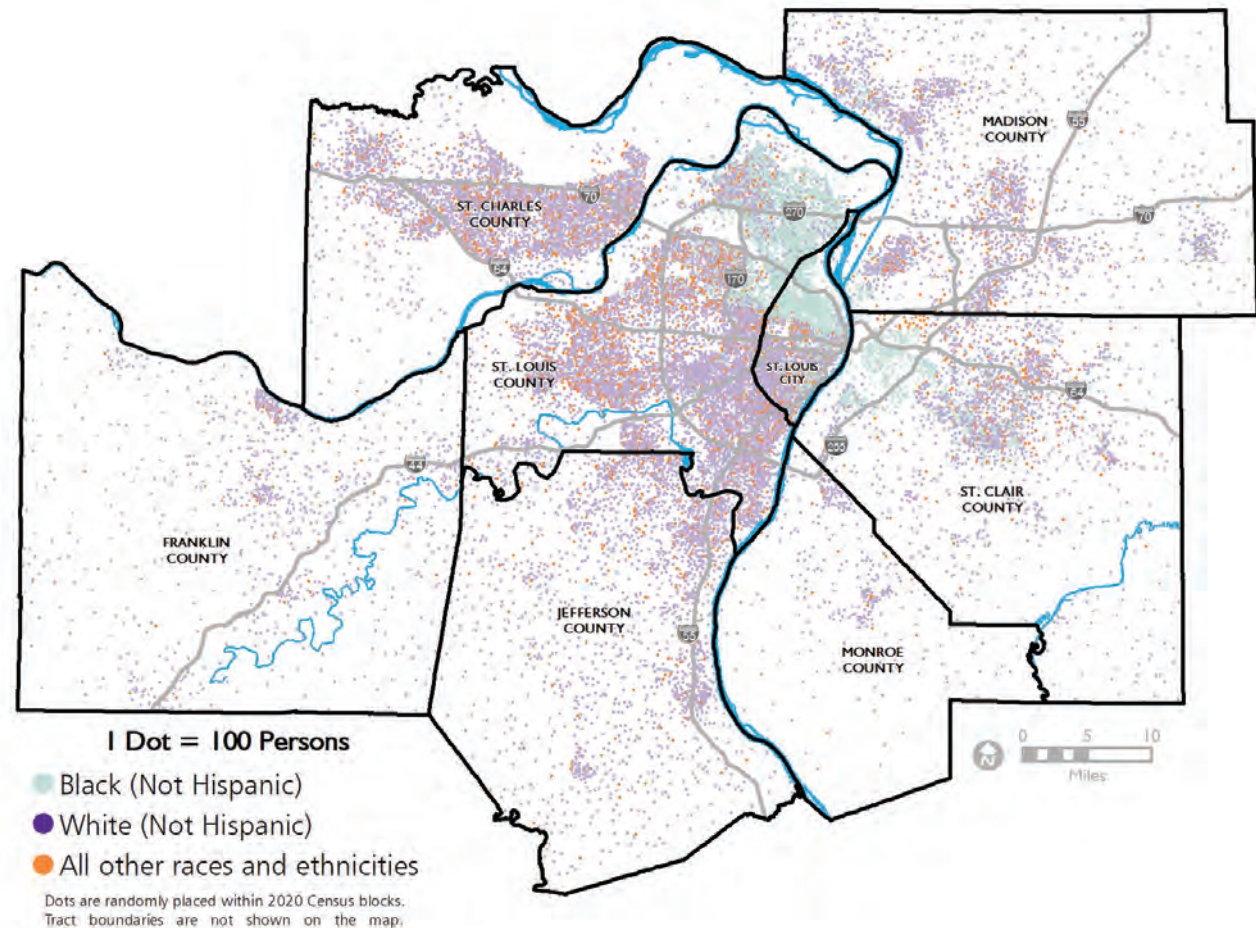 MADISON
COUNTY
55
70
ST. CHARLES
COUNTY
70
64
270
170
ST. LOUIS
COUNTY
ST. LOUIS
CITY
64
255
44
ST. CLAIR
COUNTY
FRANKLIN
COUNTY
JEFFERSON
COUNTY
55
MONROE
COUNTY
N
0 5 10
Miles
1 Dot = 100 Persons
Black (Not Hispanic)
White (Not Hispanic)
All other races and ethnicities
Dots are randomly placed within 2020 Census blocks.
Tract boundaries are not shown on the map.